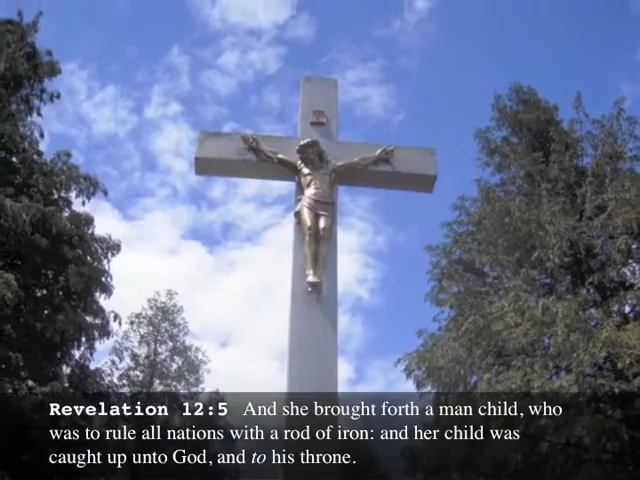 Revelation 12:5 And she brought forth a man child, who
was to rule all nations with a rod of iron: and her child was
caught up unto God, and to his throne.